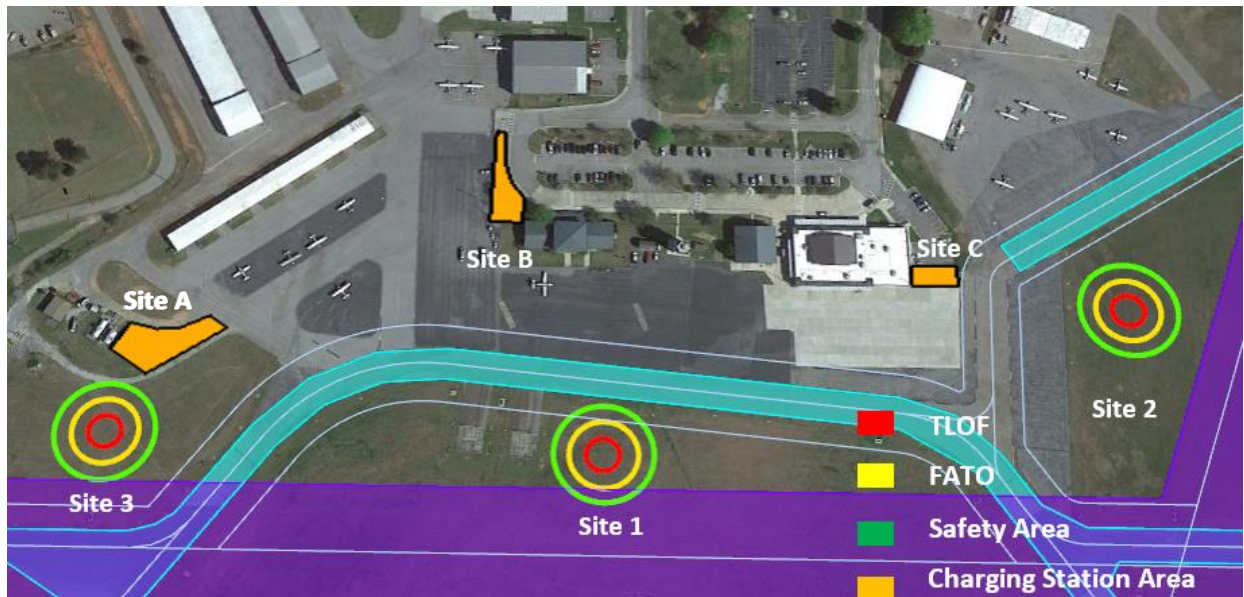 Site C
Site B
Site A
Site 2
TLOF
FATO
Site 3
Site 1
Safety Area
Charging Station Area